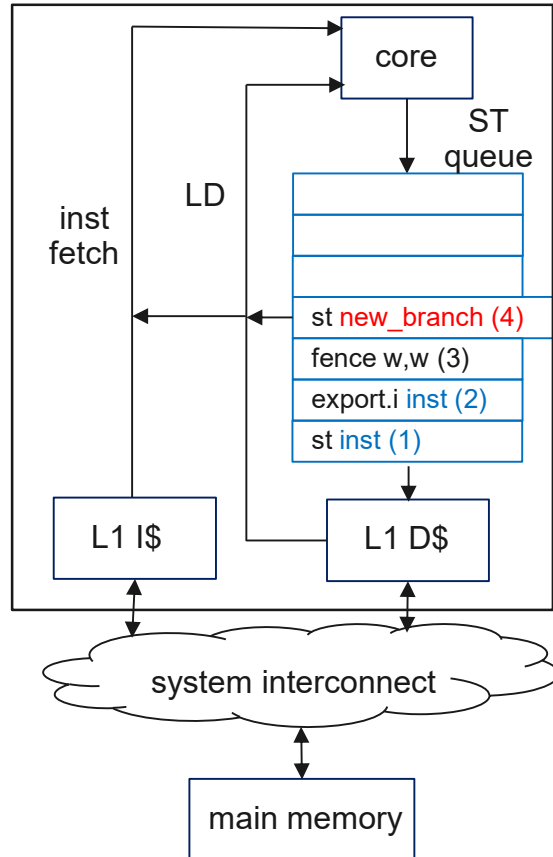 core
ST
queue
LD
inst
fetch
st new_branch (4)
fence w,w (3)
export.i inst (2)
st inst (1)
L1 I$
L1 D$
system interconnect
main memory